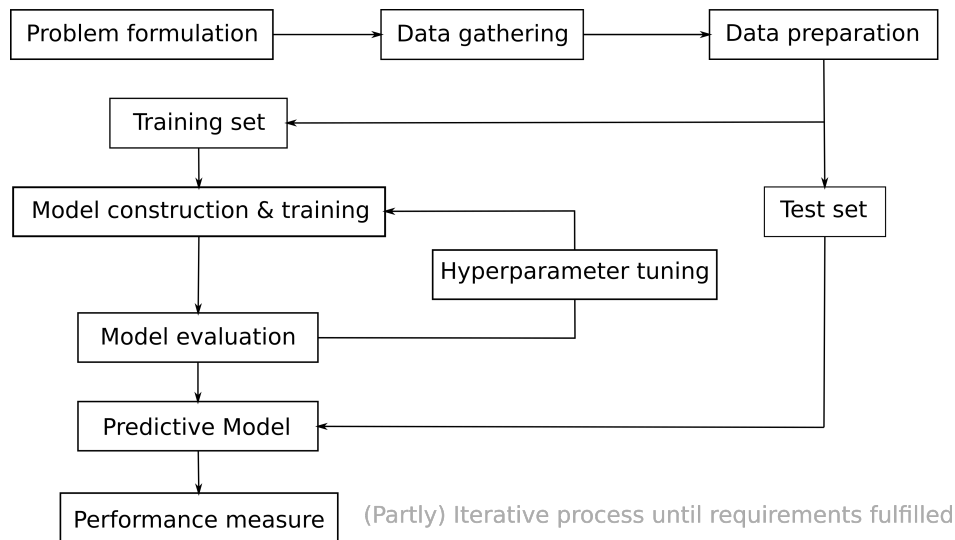 Problem formulation
Data gathering
Data preparation
Training set
Model construction & training
Test set
Hyperparameter tuning
Model evaluation
Predictive Model
Performance measure
(Partly) Iterative process until requirements fulfilled